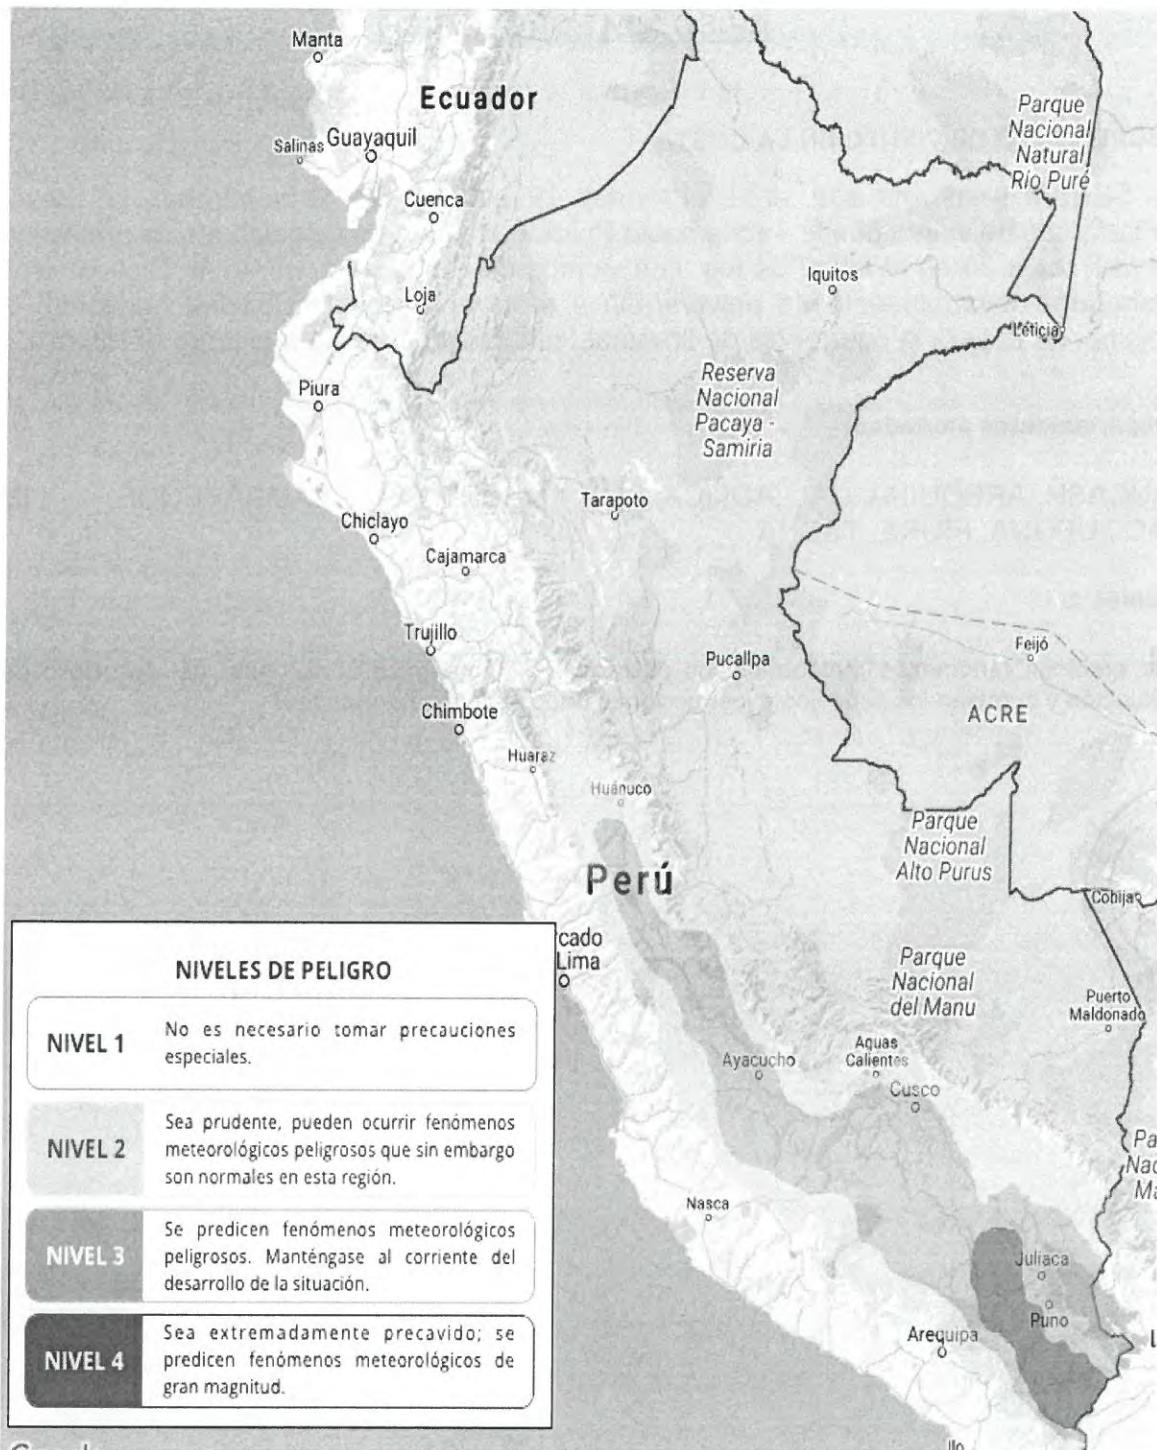 Manta
Ecuador
Salinas
Guayaquil
Cuenca
Loja
Parque
Nacional
Natural
Río Puré
Iquitos
Leticia
Piura
Reserva
Nacional
Pacaya -
Samiria
Tarapoto
Chiclayo
Cajamarca
Trujillo
Pucallpa
Feijó
ACRE
Chimbote
Huaraz
Huánuco
Parque
Nacional
Alto Purus
Perú
Cobija
rcado
Lima
Parque
Nacional
del Manu
Puerto
Maldonado
Aguas
Calientes
Ayacucho
Cusco
Pa
Nac
Ma
Nasca
Juliaca
Puno
Arequipa
L
Ilo
NIVELES DE PELIGRO
NIVEL 1
No es necesario tomar precauciones
especiales.
NIVEL 2
Sea prudente, pueden ocurrir fenómenos
meteorológicos peligrosos que sin embargo
son normales en esta región.
NIVEL 3
Se predicen fenómenos meteorológicos
peligrosos. Manténgase al corriente del
desarrollo de la situación.
NIVEL 4
Sea extremadamente precavido; se
predicen fenómenos meteorológicos de
gran magnitud.